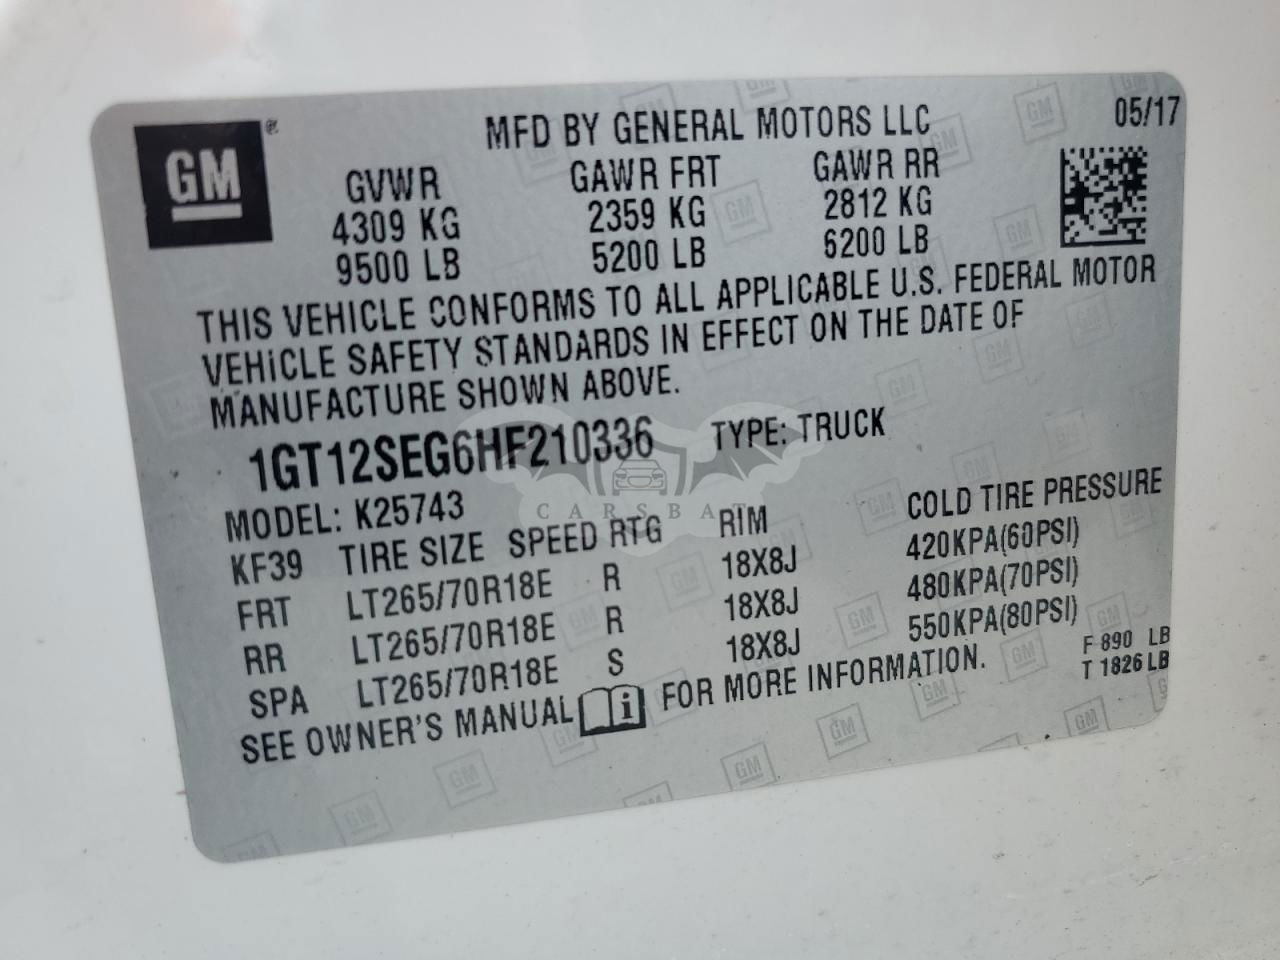 GM
MFD BY GENERAL MOTORS LLC 05/17
GVWR GAWR FRT GAWR RR
4309 KG 2359 KG 2812 KG
9500 LB 5200 LB 6200 LB
THIS VEHICLE CONFORMS TO ALL APPLICABLE U.S. FEDERAL MOTOR
VEHICLE SAFETY STANDARDS IN EFFECT ON THE DATE OF
MANUFACTURE SHOWN ABOVE.
1GT12SEG6HF210336 TYPE: TRUCK
CARSBAT
MODEL: K25743
KF39 TIRE SIZE SPEED RTG RIM COLD TIRE PRESSURE
FRT LT265/70R18E R 18X8J 420KPA(60PSI)
RR LT265/70R18E R 18X8J 480KPA(70PSI)
SPA LT265/70R18E S 18X8J 550KPA(80PSI)
SEE OWNER'S MANUAL i FOR MORE INFORMATION.
F 890 LB
T 1826 LB